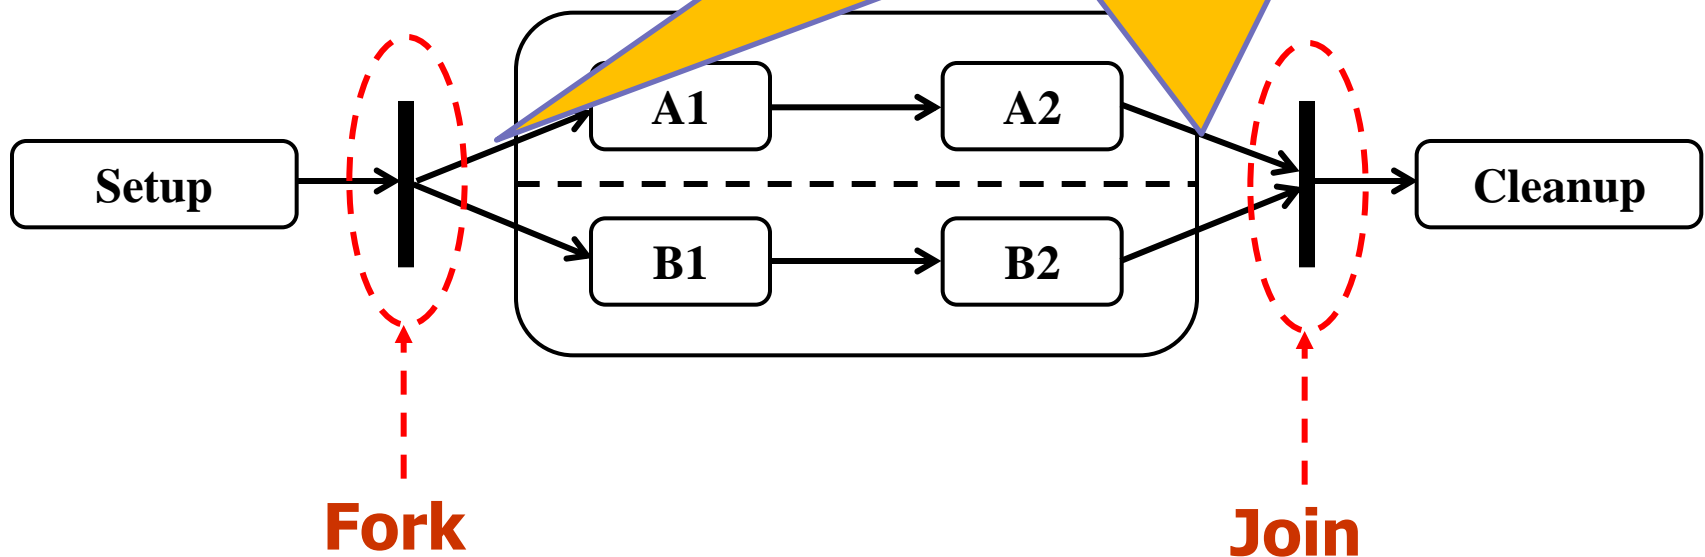 A1
A2
Setup
Cleanup
B1
B2
Fork
Join